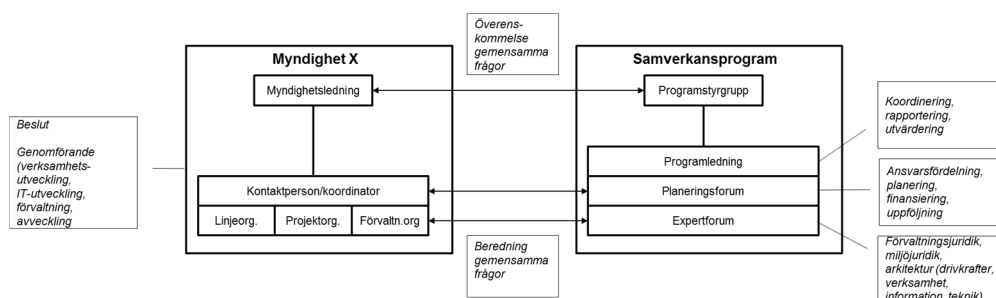 Överens-
kommelse
gemensamma
frågor
Myndighet X
Samverkansprogram
Myndighetsledning
Programstyrgrupp
Koordinering,
rapportering,
utvärdering
Beslut
Genomförande
(verksamhets-
utveckling,
IT-utveckling,
förvaltning,
avveckling
Programledning
Kontaktperson/koordinator
Planeringsforum
Ansvarsfördelning,
planering,
finansiering,
uppföljning
Linjeorg.
Projektorg.
Förvaltn.org
Expertforum
Beredning
gemensamma
frågor
Förvaltningsjuridik,
miljöjuridik,
arkitektur (drivkrafter,
verksamhet,
information, teknik)